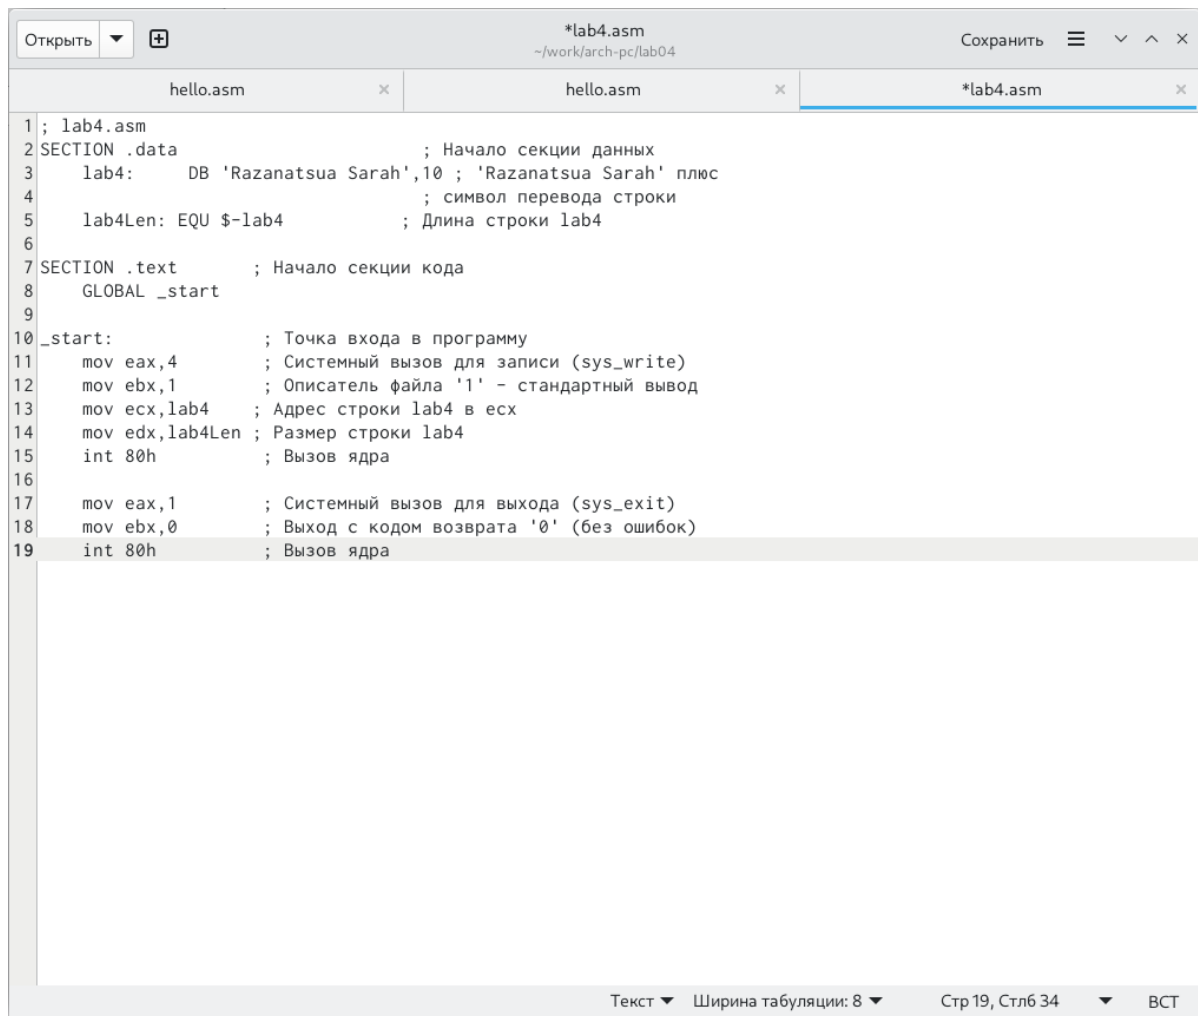 Открыть
*lab4.asm
~/work/arch-pc/lab04
Сохранить
hello.asm
hello.asm
*lab4.asm
1 ; lab4.asm
2 SECTION .data                       ; Начало секции данных
3     lab4:     DB 'Razanatsua Sarah',10 ; 'Razanatsua Sarah' плюс
4                                     ; символ перевода строки
5     lab4Len: EQU $-lab4           ; Длина строки lab4
6
7 SECTION .text       ; Начало секции кода
8     GLOBAL _start
9
10 _start:              ; Точка входа в программу
11     mov eax,4        ; Системный вызов для записи (sys_write)
12     mov ebx,1        ; Описатель файла '1' - стандартный вывод
13     mov ecx,lab4    ; Адрес строки lab4 в ecx
14     mov edx,lab4Len ; Размер строки lab4
15     int 80h          ; Вызов ядра
16
17     mov eax,1        ; Системный вызов для выхода (sys_exit)
18     mov ebx,0        ; Выход с кодом возврата '0' (без ошибок)
19     int 80h          ; Вызов ядра
Текст Ширина табуляции: 8 Стр 19, Стлб 34 ВСТ